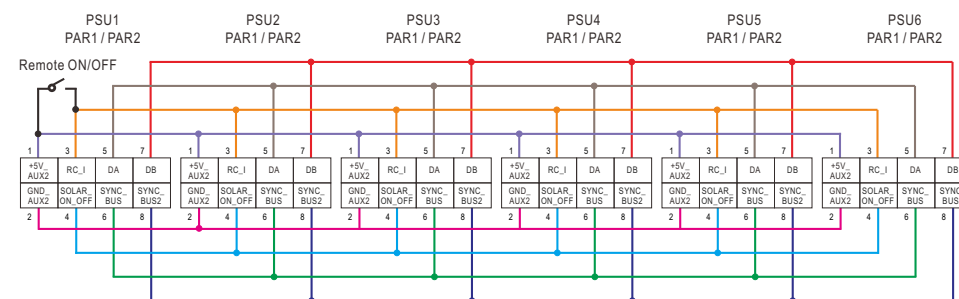 PSU1 PSU2 PSU3 PSU4 PSU5 PSU6
PAR1 / PAR2 PAR1 / PAR2 PAR1 / PAR2 PAR1 / PAR2 PAR1 / PAR2 PAR1 / PAR2
Remote ON/OFF
1 3 5 7 1 3 5 7 1 3 5 7 1 3 5 7 1 3 5 7 1 3 5 7
+5V_ RC_I DA DB +5V_ RC_I DA DB +5V_ RC_I DA DB +5V_ RC_I DA DB +5V_ RC_I DA DB +5V_ RC_I DA DB
AUX2 AUX2 AUX2 AUX2 AUX2 AUX2
GND_ SOLAR_ SYNC_ SYNC_ GND_ SOLAR_ SYNC_ SYNC_ GND_ SOLAR_ SYNC_ SYNC_ GND_ SOLAR_ SYNC_ SYNC_ GND_ SOLAR_ SYNC_ SYNC_ GND_ SOLAR_ SYNC_ SYNC_
AUX2 ON_OFF BUS BUS2 AUX2 ON_OFF BUS BUS2 AUX2 ON_OFF BUS BUS2 AUX2 ON_OFF BUS BUS2 AUX2 ON_OFF BUS BUS2 AUX2 ON_OFF BUS BUS2
2 4 6 8 2 4 6 8 2 4 6 8 2 4 6 8 2 4 6 8 2 4 6 8